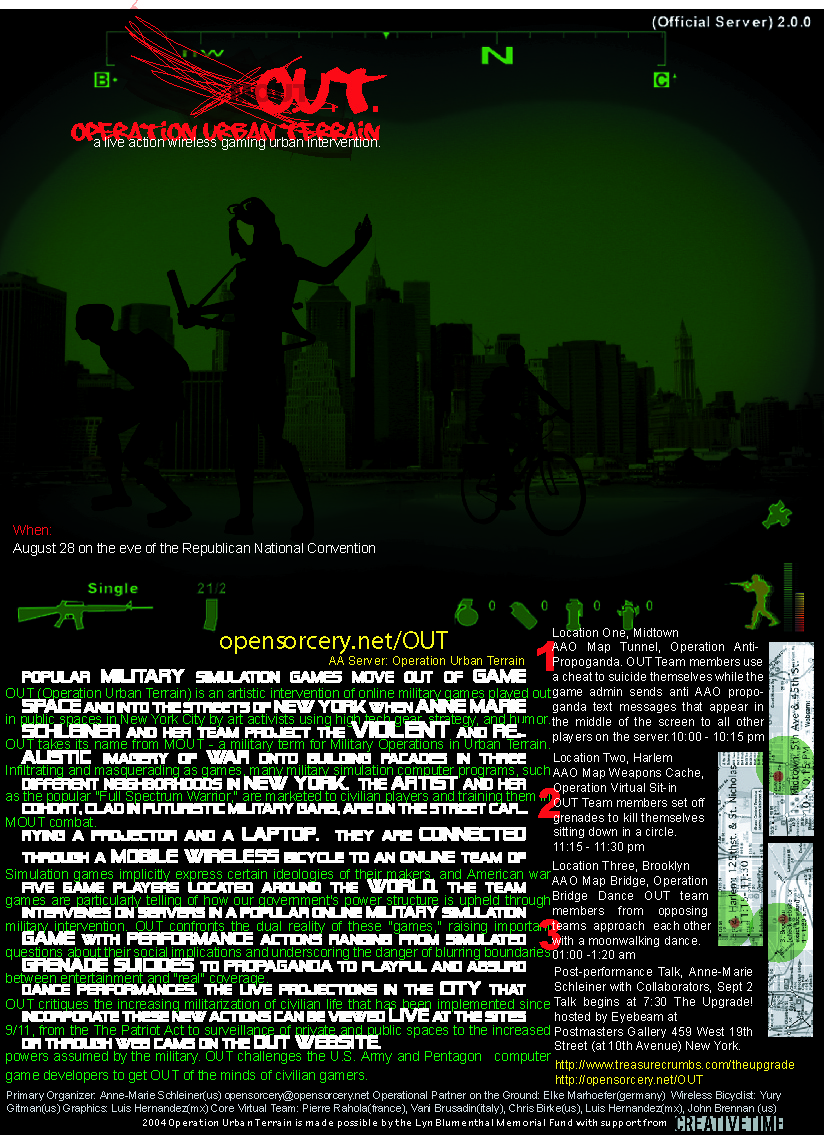 (Official Server) 2.0.0
N
B
C
OUT.
OPERATION URBAN TERRAIN
a live action wireless gaming urban intervention.
When:
August 28 on the eve of the Republican National Convention
Single
21/2
0 0 0 0
opensorcery.net/OUT
AA Server: Operation Urban Terrain
POPULAR MILITARY SIMULATION GAMES MOVE OUT OF GAME
OUT (Operation Urban Terrain) is an artistic intervention of online military games played out
SPACE AND INTO THE STREETS OF NEW YORK WHEN ANNE MARIE
in public spaces in New York City by art activists using high tech gear, strategy, and humor.
SCHLEINER AND HER TEAM PROJECT THE VIOLENT AND RE-
OUT takes its name from MOUT - a military term for Military Operations in Urban Terrain.
ALISTIC IMAGERY OF WAR ONTO BUILDING FACADES IN THREE
Infiltrating and masquerading as games, many military simulation computer programs, such
DIFFERENT NEIGHBORHOODS IN NEW YORK. THE ARTIST AND HER
as the popular "Full Spectrum Warrior," are marketed to civilian players and training them in
COHORT, CLAD IN FUTURISTIC MILITARY GARB, ARE ON THE STREET CAR-
MOUT combat.
RYING A PROJECTOR AND A LAPTOP. THEY ARE CONNECTED
THROUGH A MOBILE WIRELESS BICYCLE TO AN ONLINE TEAM OF
Simulation games implicitly express certain ideologies of their makers, and American war
FIVE GAME PLAYERS LOCATED AROUND THE WORLD. THE TEAM
games are particularly telling of how our government's power structure is upheld through
INTERVENES ON SERVERS IN A POPULAR ONLINE MILITARY SIMULATION
military intervention. OUT confronts the dual reality of these "games," raising important
GAME WITH PERFORMANCE ACTIONS RANGING FROM SIMULATED
questions about their social implications and underscoring the danger of blurring boundaries
GRENADE SUICIDES TO PROPAGANDA TO PLAYFUL AND ABSURD
between entertainment and "real" coverage.
DANCE PERFORMANCES. THE LIVE PROJECTIONS IN THE CITY THAT
OUT critiques the increasing militarization of civilian life that has been implemented since
INCORPORATE THESE NEW ACTIONS CAN BE VIEWED LIVE AT THE SITES
9/11, from the The Patriot Act to surveillance of private and public spaces to the increased
OR THROUGH WEB CAMS ON THE OUT WEBSITE.
powers assumed by the military. OUT challenges the U.S. Army and Pentagon computer
game developers to get OUT of the minds of civilian gamers.
1
Location One, Midtown
AAO Map Tunnel, Operation Anti-
Propoganda. OUT Team members use
a cheat to suicide themselves while the
game admin sends anti AAO propo-
ganda text messages that appear in
the middle of the screen to all other
players on the server.10:00 - 10:15 pm
2
Location Two, Harlem
AAO Map Weapons Cache,
Operation Virtual Sit-in
OUT Team members set off
grenades to kill themselves
sitting down in a circle.
11:15 - 11:30 pm
3
Location Three, Brooklyn
AAO Map Bridge, Operation
Bridge Dance OUT team
members from opposing
teams approach each other
with a moonwalking dance.
01:00 -1:20 am
Post-performance Talk, Anne-Marie
Schleiner with Collaborators, Sept 2
Talk begins at 7:30 The Upgrade!
hosted by Eyebeam at
Postmasters Gallery 459 West 19th
Street (at 10th Avenue) New York.
http://www.treasurecrumbs.com/theupgrade
http://opensorcery.net/OUT
Primary Organizer: Anne-Marie Schleiner(us) opensorcery@opensorcery.net Operational Partner on the Ground: Elke Marhoefer(germany) Wireless Bicyclist: Yury
Gitman(us) Graphics: Luis Hernandez(mx) Core Virtual Team: Pierre Rahola(france), Vani Brusadin(italy), Chris Birke(us), Luis Hernandez(mx), John Brennan (us)
2004 Operation Urban Terrain is made possible by the Lyn Blumenthal Memorial Fund with support from CREATIVETIME